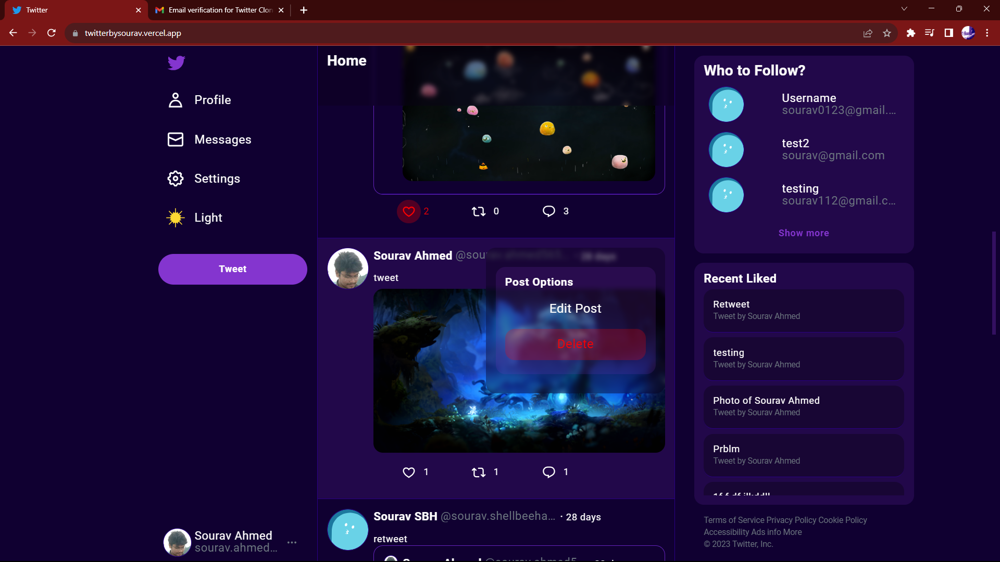 Twitter
Email verification for Twitter Clon
twitterbysourav.vercel.app
Profile
Messages
Settings
Light
Tweet
Sourav Ahmed
sourav.ahmed...
Home
2
0
3
Sourav Ahmed @sou
tweet
Post Options
Edit Post
Delete
1
1
1
Sourav SBH @sourav.shellbeeha... · 28 days
retweet
Sourav Ahmed @sourav.ahmed5
Who to Follow?
Username
sourav0123@gmail....
test2
sourav@gmail.com
testing
sourav112@gmail.c...
Show more
Recent Liked
Retweet
Tweet by Sourav Ahmed
testing
Tweet by Sourav Ahmed
Photo of Sourav Ahmed
Tweet by Sourav Ahmed
Prblm
Tweet by Sourav Ahmed
Terms of Service Privacy Policy Cookie Policy
Accessibility Ads info More
© 2023 Twitter, Inc.